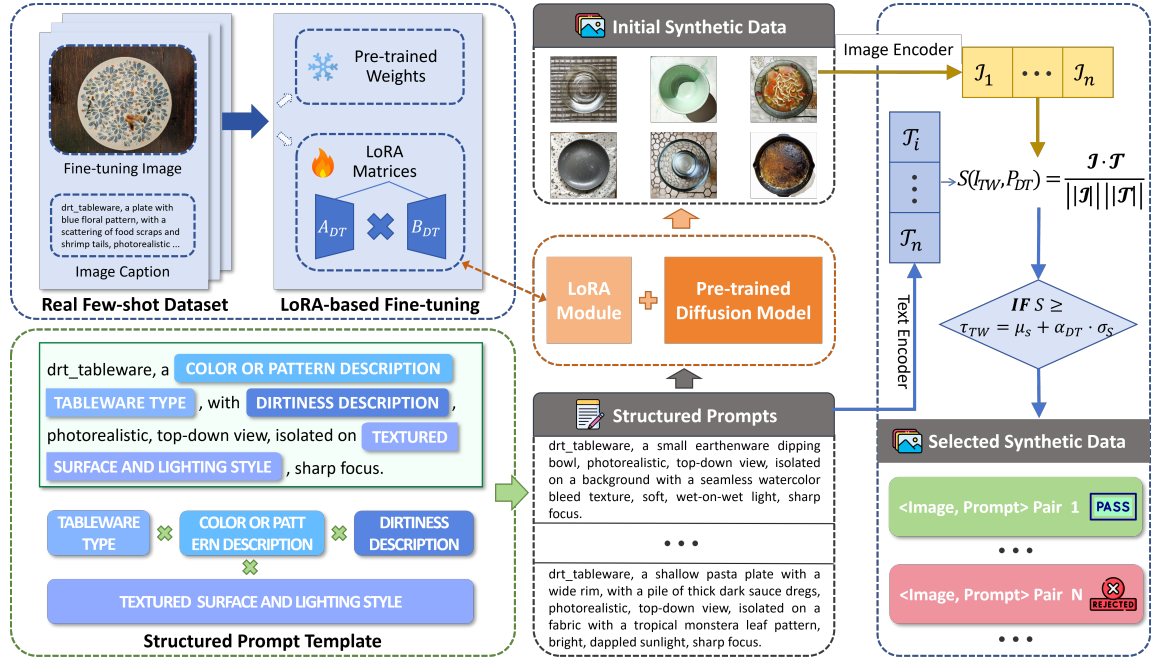 Fine-tuning Image
drt_tableware, a plate with
blue floral pattern, with a
scattering of food scraps and
shrimp tails, photorealistic ...
Image Caption
Real Few-shot Dataset
Pre-trained
Weights
LoRA
Matrices
A_DT
B_DT
LoRA-based Fine-tuning
Initial Synthetic Data
LoRA
Module
Pre-trained
Diffusion Model
Image Encoder
ℐ1 ... ℐn
𝒯i
⋮
𝒯n
Text Encoder
S(I_TW, P_DT) = ℐ · 𝒯 / ||ℐ|| ||𝒯||
IF S ≥
τ_TW = μ_s + α_DT · σ_S
drt_tableware, a COLOR OR PATTERN DESCRIPTION
TABLEWARE TYPE , with DIRTINESS DESCRIPTION ,
photorealistic, top-down view, isolated on TEXTURED
SURFACE AND LIGHTING STYLE , sharp focus.
TABLEWARE
TYPE
COLOR OR PATT
ERN DESCRIPTION
DIRTINESS
DESCRIPTION
TEXTURED SURFACE AND LIGHTING STYLE
Structured Prompt Template
Structured Prompts
drt_tableware, a small earthenware dipping
bowl, photorealistic, top-down view, isolated
on a background with a seamless watercolor
bleed texture, soft, wet-on-wet light, sharp
focus.
...
drt_tableware, a shallow pasta plate with a
wide rim, with a pile of thick dark sauce dregs,
photorealistic, top-down view, isolated on a
fabric with a tropical monstera leaf pattern,
bright, dappled sunlight, sharp focus.
Selected Synthetic Data
<Image, Prompt> Pair 1 PASS
...
<Image, Prompt> Pair N REJECTED
...